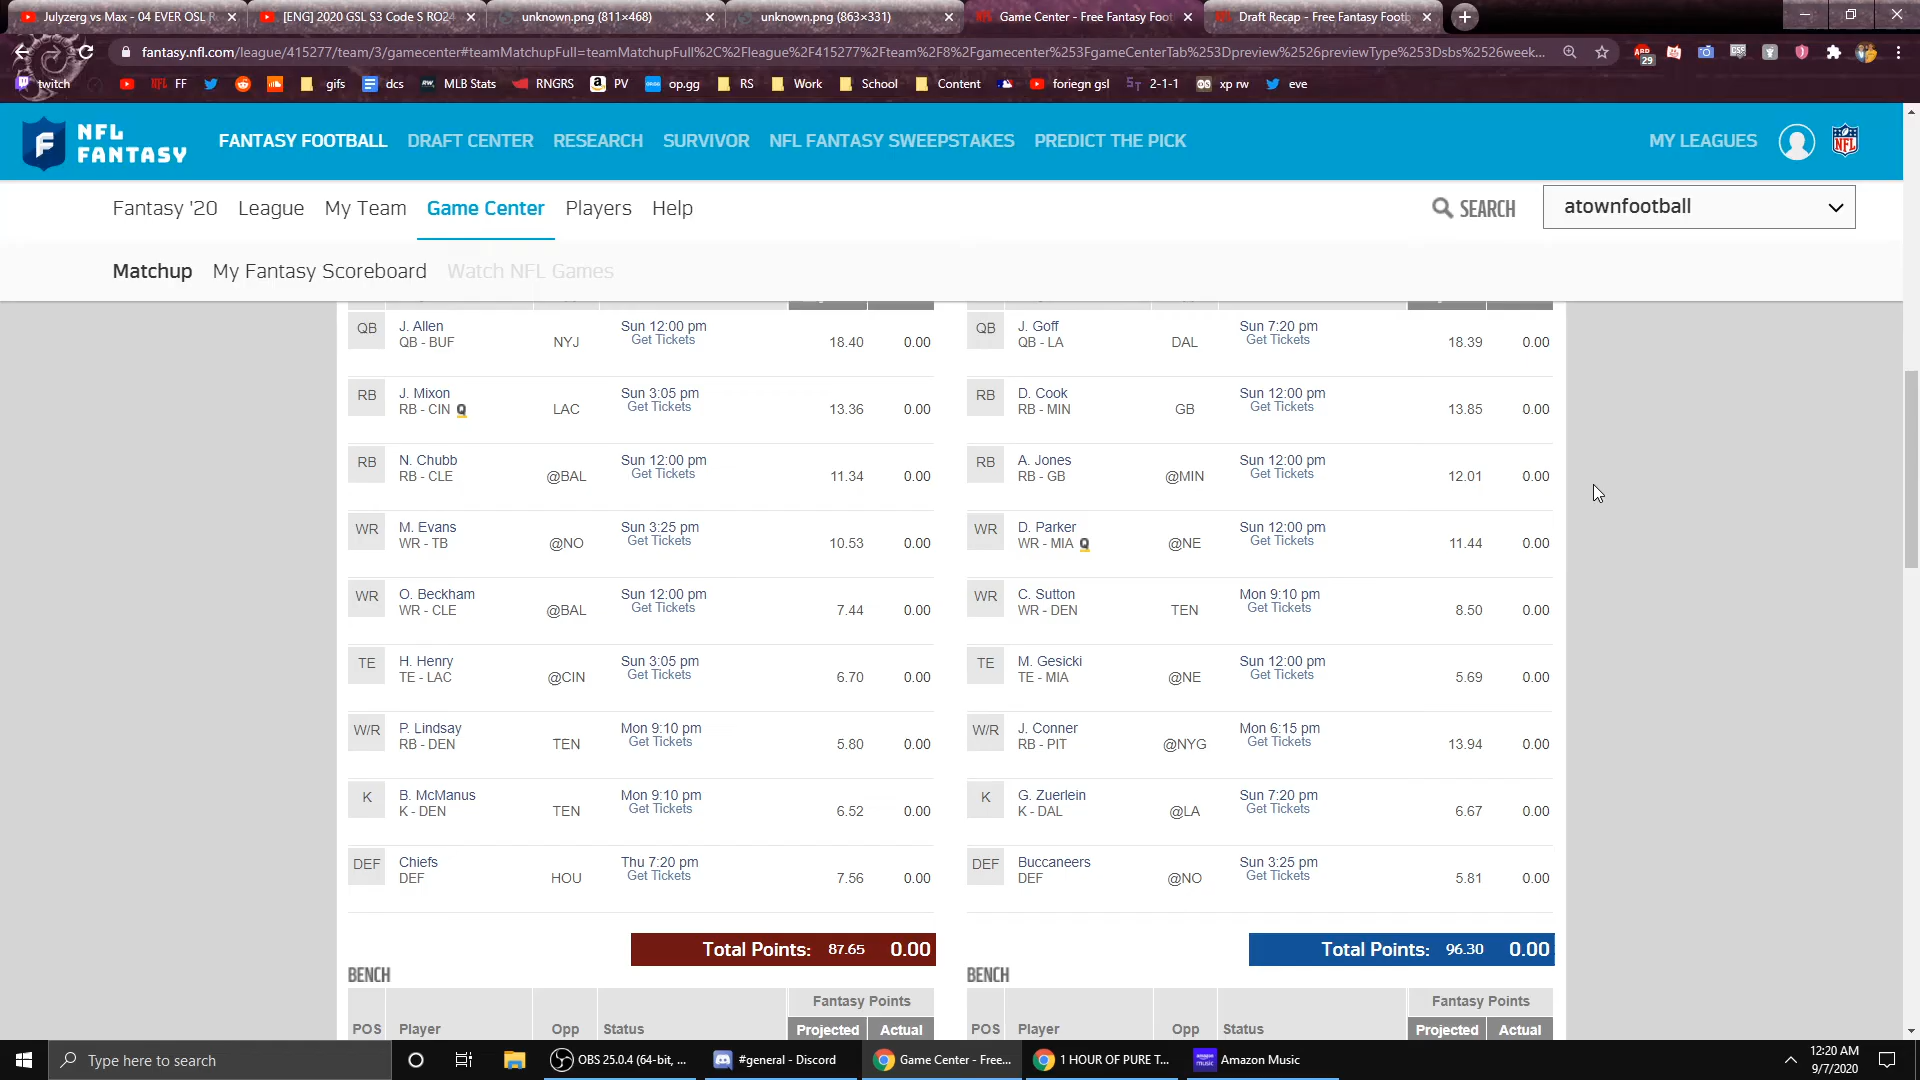 Julyzerg vs Max - 04 EVER OSL R
[ENG] 2020 GSL S3 Code S RO24
unknown.png (811×468)
unknown.png (863×331)
Game Center - Free Fantasy Foot
Draft Recap - Free Fantasy Footb
fantasy.nfl.com/league/415277/team/3/gamecenter#teamMatchupFull=teamMatchupFull%2C%2Fleague%2F415277%2Fteam%2F8%2Fgamecenter%253FgameCenterTab%253Dpreview%2526previewType%253Dsbs%2526week...
29
twitch
FF
gifs
dcs
MLB Stats
RNGRS
PV
op.gg
RS
Work
School
Content
foriegn gsl
2-1-1
xp rw
eve
NFL FANTASY
FANTASY FOOTBALL
DRAFT CENTER
RESEARCH
SURVIVOR
NFL FANTASY SWEEPSTAKES
PREDICT THE PICK
MY LEAGUES
NFL
Fantasy '20
League
My Team
Game Center
Players
Help
SEARCH
atownfootball
Matchup
My Fantasy Scoreboard
Watch NFL Games
QB J. Allen QB - BUF NYJ Sun 12:00 pm Get Tickets 18.40 0.00
QB J. Goff QB - LA DAL Sun 7:20 pm Get Tickets 18.39 0.00
RB J. Mixon RB - CIN Q LAC Sun 3:05 pm Get Tickets 13.36 0.00
RB D. Cook RB - MIN GB Sun 12:00 pm Get Tickets 13.85 0.00
RB N. Chubb RB - CLE @BAL Sun 12:00 pm Get Tickets 11.34 0.00
RB A. Jones RB - GB @MIN Sun 12:00 pm Get Tickets 12.01 0.00
WR M. Evans WR - TB @NO Sun 3:25 pm Get Tickets 10.53 0.00
WR D. Parker WR - MIA Q @NE Sun 12:00 pm Get Tickets 11.44 0.00
WR O. Beckham WR - CLE @BAL Sun 12:00 pm Get Tickets 7.44 0.00
WR C. Sutton WR - DEN TEN Mon 9:10 pm Get Tickets 8.50 0.00
TE H. Henry TE - LAC @CIN Sun 3:05 pm Get Tickets 6.70 0.00
TE M. Gesicki TE - MIA @NE Sun 12:00 pm Get Tickets 5.69 0.00
W/R P. Lindsay RB - DEN TEN Mon 9:10 pm Get Tickets 5.80 0.00
W/R J. Conner RB - PIT @NYG Mon 6:15 pm Get Tickets 13.94 0.00
K B. McManus K - DEN TEN Mon 9:10 pm Get Tickets 6.52 0.00
K G. Zuerlein K - DAL @LA Sun 7:20 pm Get Tickets 6.67 0.00
DEF Chiefs DEF HOU Thu 7:20 pm Get Tickets 7.56 0.00
DEF Buccaneers DEF @NO Sun 3:25 pm Get Tickets 5.81 0.00
Total Points: 87.65 0.00
Total Points: 96.30 0.00
BENCH
BENCH
Fantasy Points
Fantasy Points
POS Player Opp Status Projected Actual
POS Player Opp Status Projected Actual
Type here to search
OBS 25.0.4 (64-bit, ...
#general - Discord
Game Center - Free...
1 HOUR OF PURE T...
Amazon Music
12:20 AM
9/7/2020